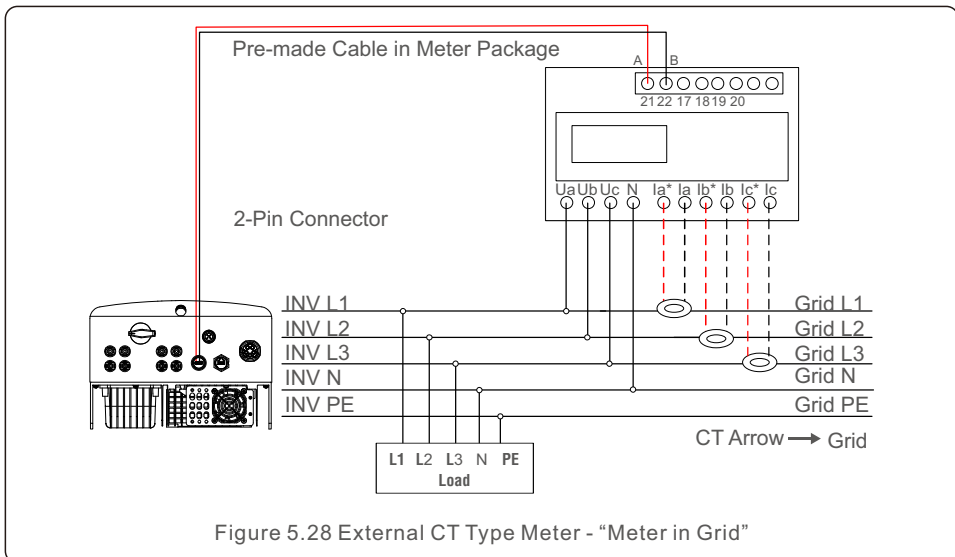 Pre-made Cable in Meter Package
A B
21 22 17 18 19 20
Ua Ub Uc N Ia* Ia Ib* Ib Ic* Ic
2-Pin Connector
INV L1 Grid L1
INV L2 Grid L2
INV L3 Grid L3
INV N Grid N
INV PE Grid PE
CT Arrow → Grid
L1 L2 L3 N PE
Load
Figure 5.28 External CT Type Meter - “Meter in Grid”